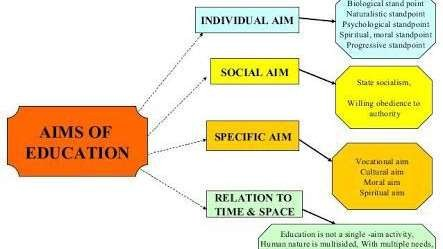 INDIVIDUAL AIM
Biological stand point
Naturalistic standpoint
Psychological standpoint
Spiritual, moral standpoint
Progressive standpoint
SOCIAL AIM
State socialism,
Willing obedience to
authority
AIMS OF
EDUCATION
SPECIFIC AIM
Vocational aim
Cultural aim
Moral aim
Spiritual aim
RELATION TO
TIME & SPACE
Education is not a single -aim activity,
Human nature is multisided, With multiple needs,